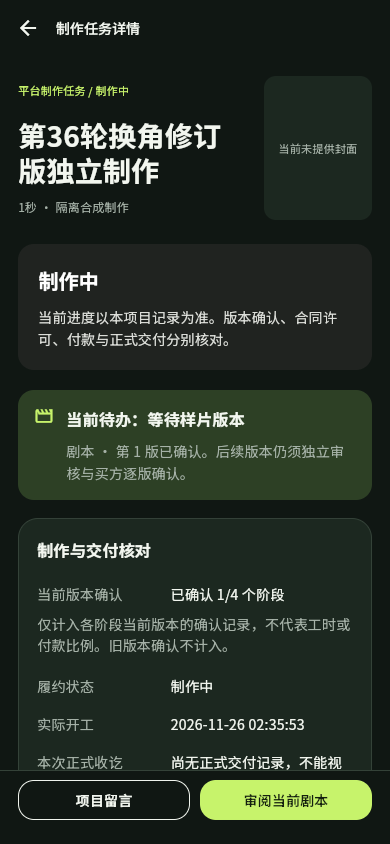 制作任务详情
平台制作任务 / 制作中
第36轮换角修订
版独立制作
1秒 · 隔离合成制作
当前未提供封面
制作中
当前进度以本项目记录为准。版本确认、合同许
可、付款与正式交付分别核对。
当前待办：等待样片版本
剧本 · 第 1 版已确认。后续版本仍须独立审
核与买方逐版确认。
制作与交付核对
当前版本确认 已确认 1/4 个阶段
仅计入各阶段当前版本的确认记录，不代表工时或
付款比例。旧版本确认不计入。
履约状态 制作中
实际开工 2026-11-26 02:35:53
本次正式收讫 尚无正式交付记录，不能视
项目留言 审阅当前剧本